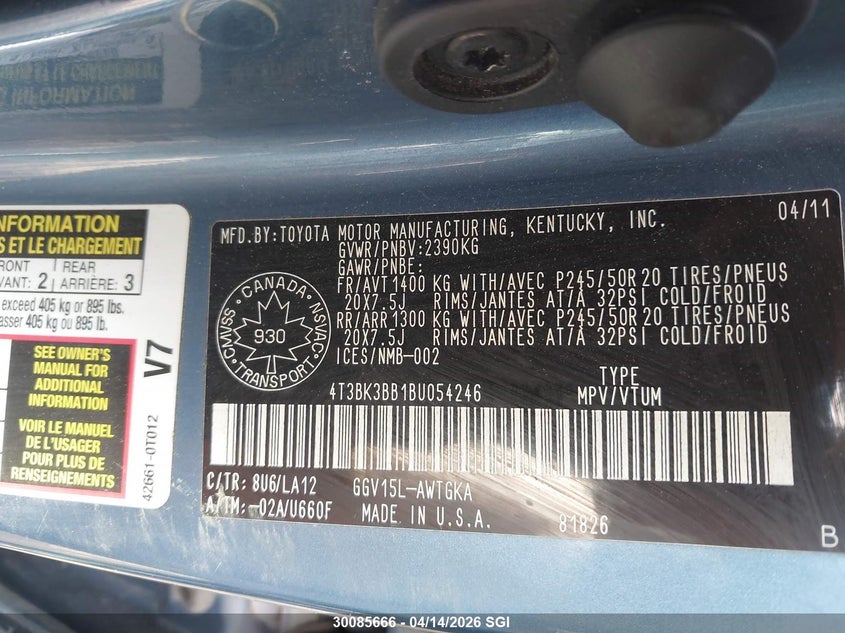 INFORMATION
S ET LE CHARGEMENT
FRONT REAR
AVANT: 2 ARRIÈRE: 3
exceed 405 kg or 895 lbs.
asser 405 kg ou 895 lb.
SEE OWNER'S
MANUAL FOR
ADDITIONAL
INFORMATION
VOIR LE MANUEL
DE L'USAGER
POUR PLUS DE
RENSEIGNEMENTS
V7
42661-0T012
MFD.BY:TOYOTA MOTOR MANUFACTURING, KENTUCKY, INC. 04/11
GVWR/PNBV:2390KG
GAWR/PNBE:
FR/AVT1400 KG WITH/AVEC P245/50R20 TIRES/PNEUS
20X7.5J RIMS/JANTES AT/À 32PSI COLD/FROID
RR/ARR1300 KG WITH/AVEC P245/50R20 TIRES/PNEUS
20X7.5J RIMS/JANTES AT/À 32PSI COLD/FROID
ICES/NMB-002
CANADA
CMVSS NSVAC
930
TRANSPORT
4T3BK3BB1BU054246
TYPE
MPV/VTUM
C/TR: 8U6/LA12 GGV15L-AWTGKA
A/TM:-02A/U660F MADE IN U.S.A. 81826
B
30085666 - 04/14/2026 SGI